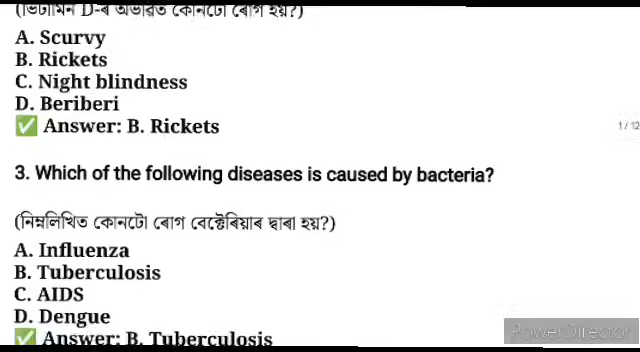 (ভিটামিন D-ৰ অভাৱত কোনটো ৰোগ হয়?)
A. Scurvy
B. Rickets
C. Night blindness
D. Beriberi
✅ Answer: B. Rickets
1 / 12
3. Which of the following diseases is caused by bacteria?
(নিম্নলিখিত কোনটো ৰোগ বেক্টেৰিয়াৰ দ্বাৰা হয়?)
A. Influenza
B. Tuberculosis
C. AIDS
D. Dengue
✅ Answer: B. Tuberculosis
PowerDirector